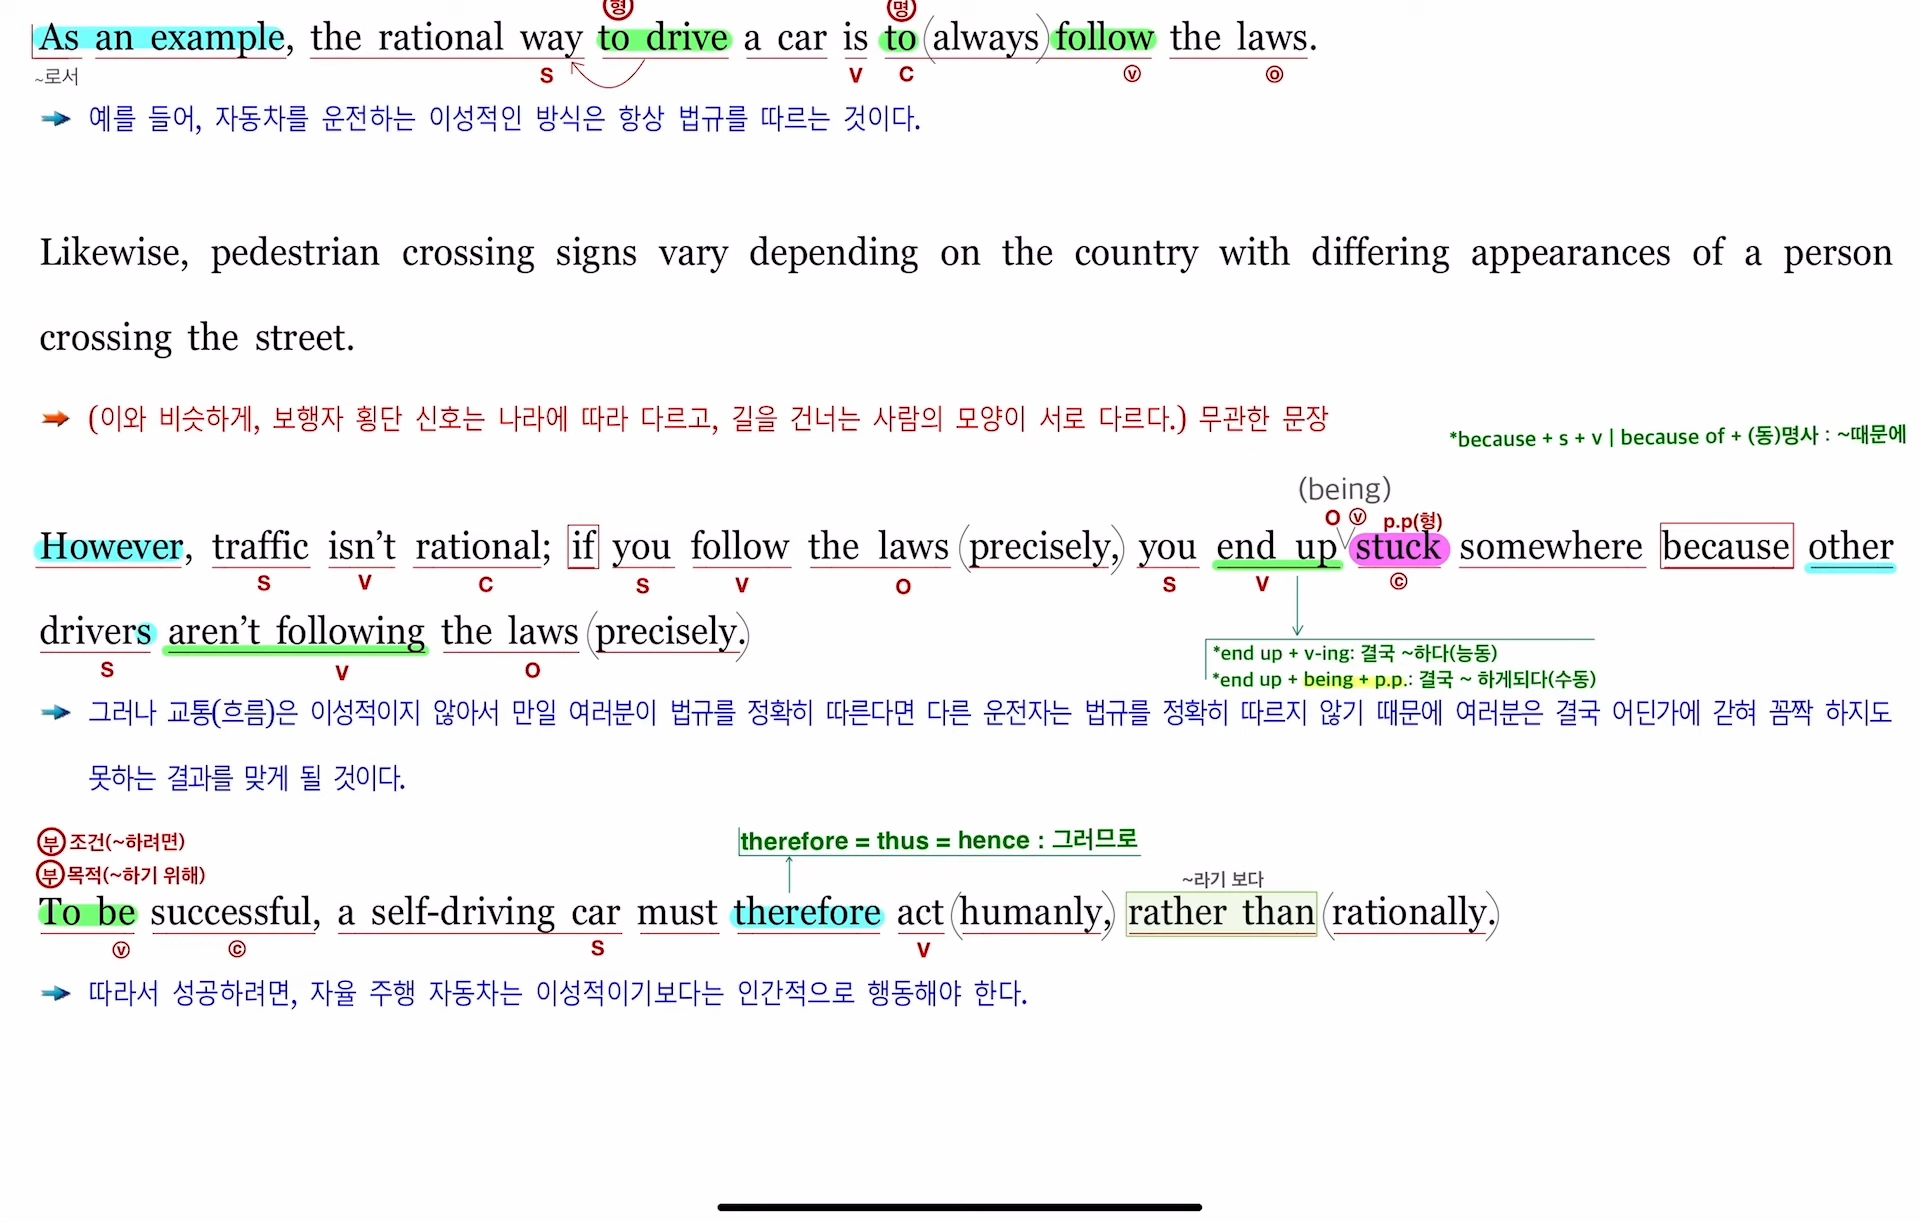 형 명
As an example, the rational way to drive a car is to (always) follow the laws.
~로서 S V C ⓥ ⓞ
예를 들어, 자동차를 운전하는 이성적인 방식은 항상 법규를 따르는 것이다.
Likewise, pedestrian crossing signs vary depending on the country with differing appearances of a person
crossing the street.
(이와 비슷하게, 보행자 횡단 신호는 나라에 따라 다르고, 길을 건너는 사람의 모양이 서로 다르다.) 무관한 문장
*because + s + v | because of + (동)명사 : ~때문에
(being)
O ⓥ p.p(형)
However, traffic isn't rational; if you follow the laws (precisely,) you end up stuck somewhere because other
S V C S V O S V ⓒ
drivers aren't following the laws (precisely.)
S V O
*end up + v-ing: 결국 ~하다(능동)
*end up + being + p.p.: 결국 ~ 하게되다(수동)
그러나 교통(흐름)은 이성적이지 않아서 만일 여러분이 법규를 정확히 따른다면 다른 운전자는 법규를 정확히 따르지 않기 때문에 여러분은 결국 어딘가에 갇혀 꼼짝 하지도
못하는 결과를 맞게 될 것이다.
부 조건(~하려면)
therefore = thus = hence : 그러므로
부 목적(~하기 위해)
~라기 보다
To be successful, a self-driving car must therefore act (humanly,) rather than (rationally.)
ⓥ ⓒ S V
따라서 성공하려면, 자율 주행 자동차는 이성적이기보다는 인간적으로 행동해야 한다.